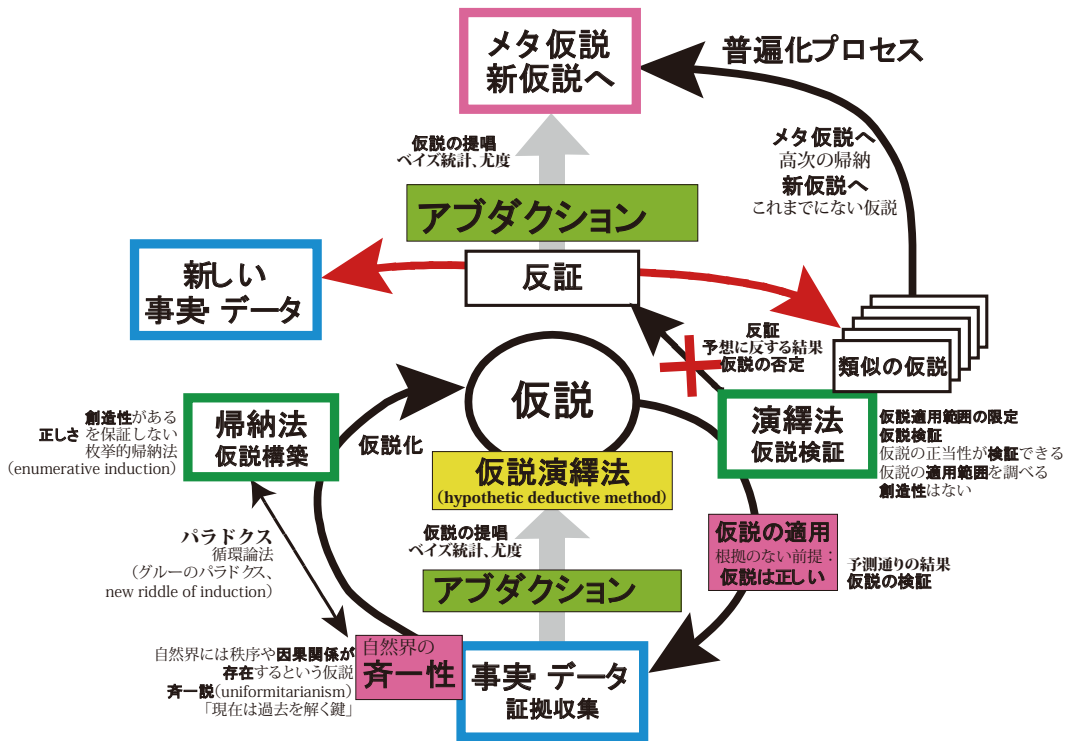 メタ仮説
新仮説へ
普遍化プロセス
仮説の提唱
ベイズ統計、尤度
メタ仮説へ
高次の帰納
新仮説へ
これまでにない仮説
アブダクション
新しい
事実・データ
反証
反証
予想に反する結果
仮説の否定
類似の仮説
仮説
帰納法
仮説構築
創造性がある
正しさ を保証しない
枚挙的帰納法
(enumerative induction)
仮説化
演繹法
仮説検証
仮説適用範囲の限定
仮説検証
仮説の正当性が検証できる
仮説の適用範囲を調べる
創造性はない
仮説演繹法
(hypothetic deductive method)
パラドクス
循環論法
(グルーのパラドクス、
new riddle of induction)
仮説の提唱
ベイズ統計、尤度
仮説の適用
根拠のない前提：
仮説は正しい
予測通りの結果
仮説の検証
アブダクション
自然界には秩序や因果関係が
存在するという仮説
斉一説(uniformitarianism)
「現在は過去を解く鍵」
自然界の
斉一性
事実・データ
証拠収集